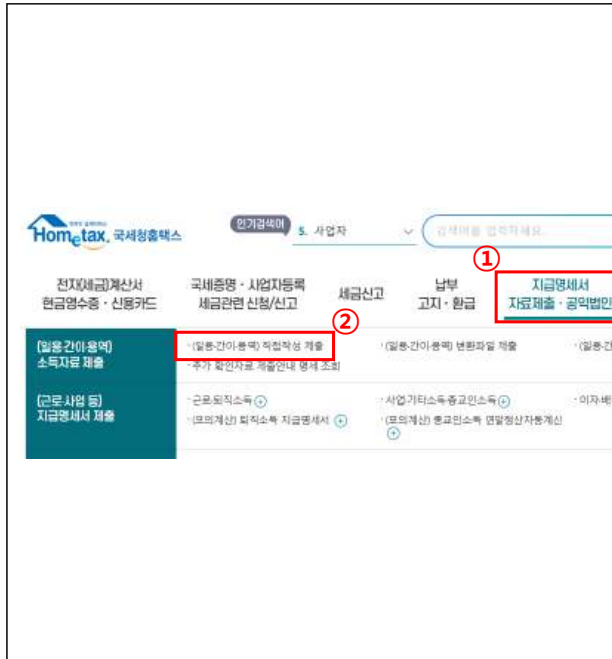 Hometax. 국세청홈택스
인기검색어 5. 사업자
검색어를 입력하세요.
①
전자(세금)계산서
현금영수증 · 신용카드
국세증명 · 사업자등록
세금관련 신청/신고
세금신고
납부
고지 · 환급
지급명세서
자료제출 · 공익법인
②
(일용·간이·용역)
소득자료 제출
· (일용·간이·용역) 직접작성 제출
· (일용·간이·용역) 변환파일 제출
· (일용·간
· 추가 확인자료 제출안내 명세 조회
(근로·사업 등)
지급명세서 제출
· 근로·퇴직소득
· 사업·기타소득·종교인소득
· 이자·배
· (모의계산) 퇴직소득 지급명세서
· (모의계산) 종교인소득 연말정산자동계산